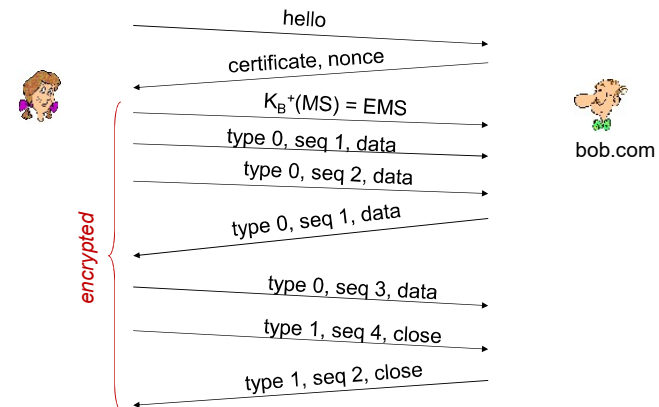 hello
certificate, nonce
K_B⁺(MS) = EMS
type 0, seq 1, data
bob.com
type 0, seq 2, data
type 0, seq 1, data
encrypted
type 0, seq 3, data
type 1, seq 4, close
type 1, seq 2, close